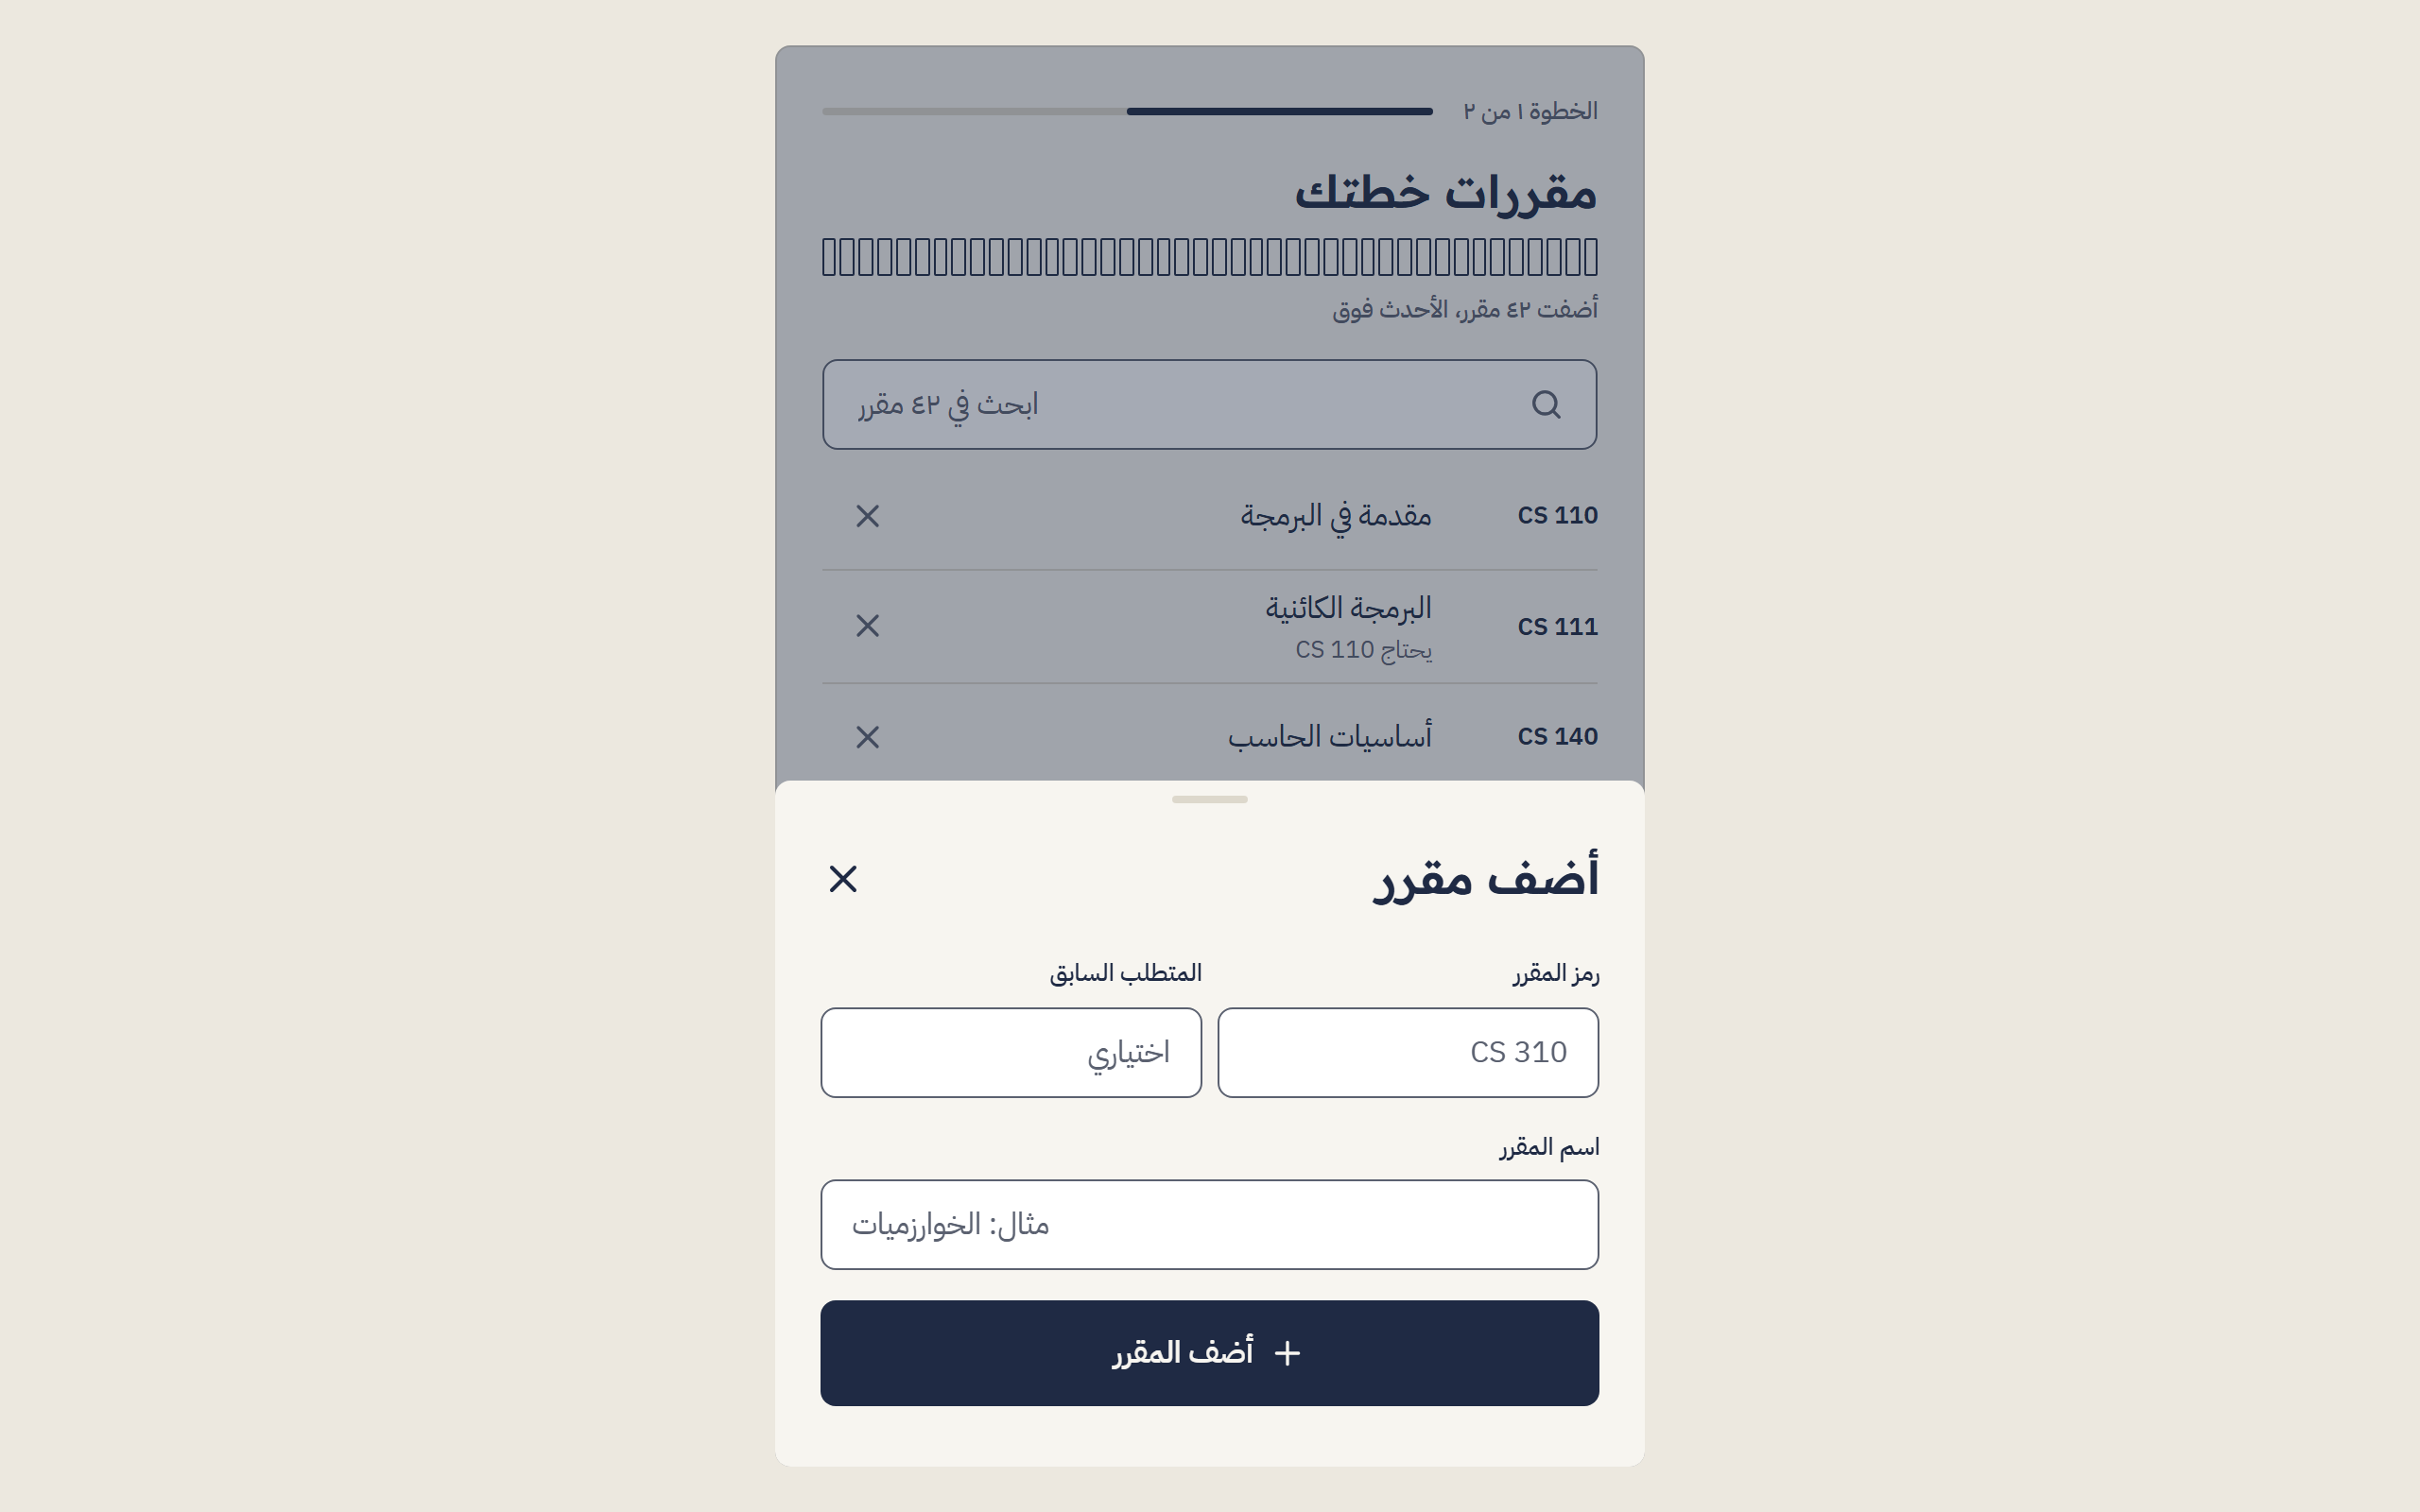 الخطوة ١ من ٢
مقررات خطتك
أضفت ٤٢ مقرر، الأحدث فوق
ابحث في ٤٢ مقرر
CS 110 مقدمة في البرمجة
CS 111 البرمجة الكائنية
يحتاج CS 110
CS 140 أساسيات الحاسب
أضف مقرر
رمز المقرر
CS 310
المتطلب السابق
اختياري
اسم المقرر
مثال: الخوارزميات
أضف المقرر